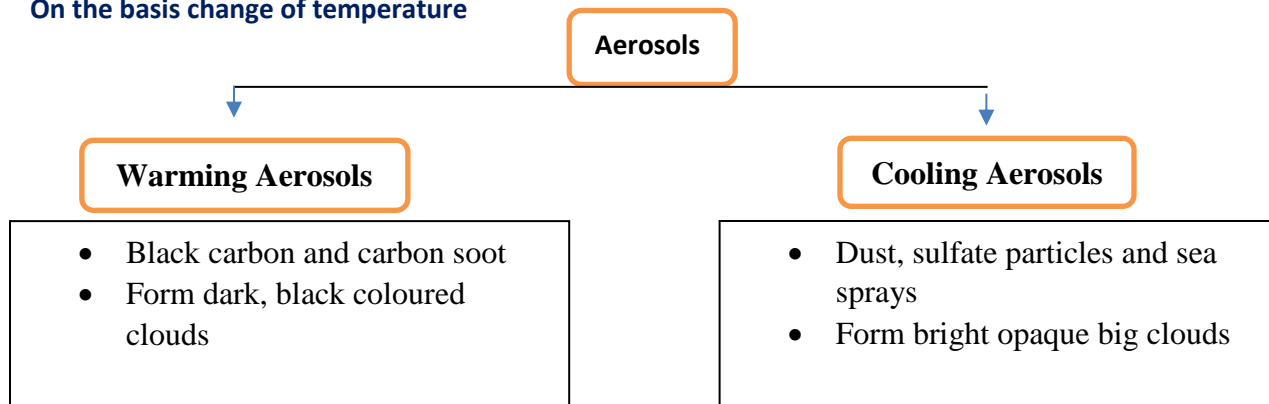 On the basis change of temperature
Aerosols
Warming Aerosols
Cooling Aerosols
• Black carbon and carbon soot
• Form dark, black coloured
clouds
• Dust, sulfate particles and sea
sprays
• Form bright opaque big clouds